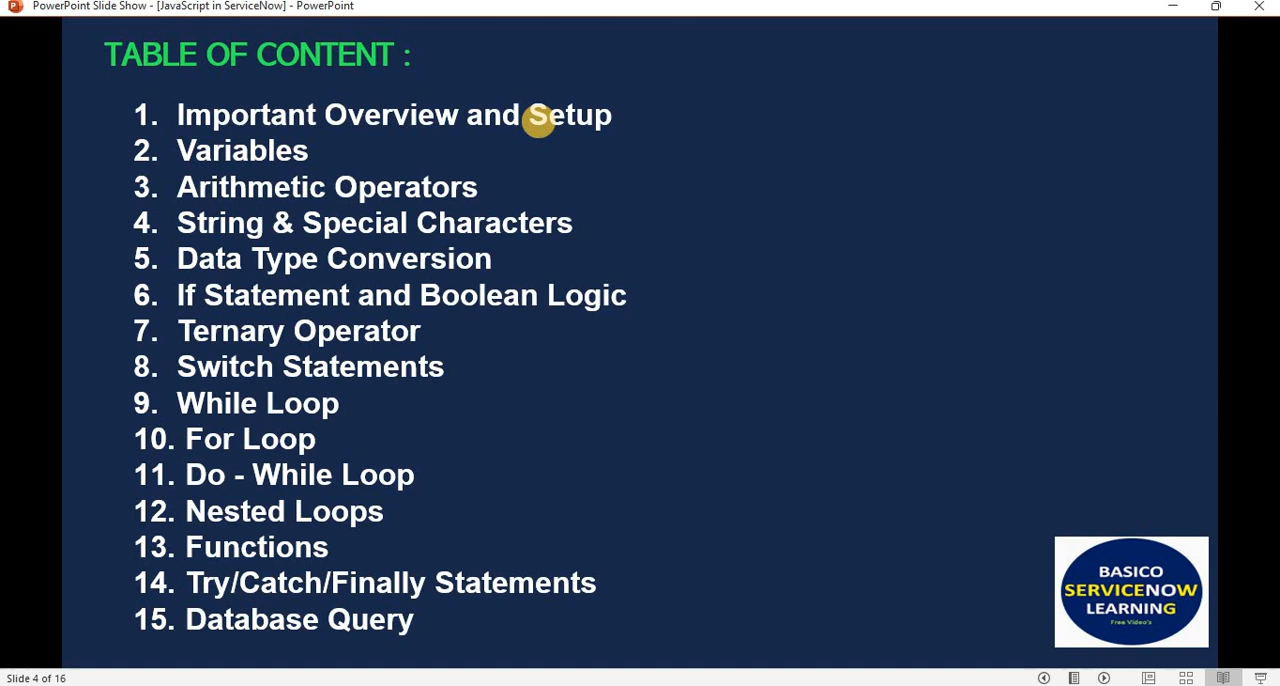 PowerPoint Slide Show - [JavaScript in ServiceNow] - PowerPoint
TABLE OF CONTENT :
1. Important Overview and Setup
2. Variables
3. Arithmetic Operators
4. String & Special Characters
5. Data Type Conversion
6. If Statement and Boolean Logic
7. Ternary Operator
8. Switch Statements
9. While Loop
10. For Loop
11. Do - While Loop
12. Nested Loops
13. Functions
14. Try/Catch/Finally Statements
15. Database Query
BASICO
SERVICENOW
LEARNING
Free Video's
Slide 4 of 16